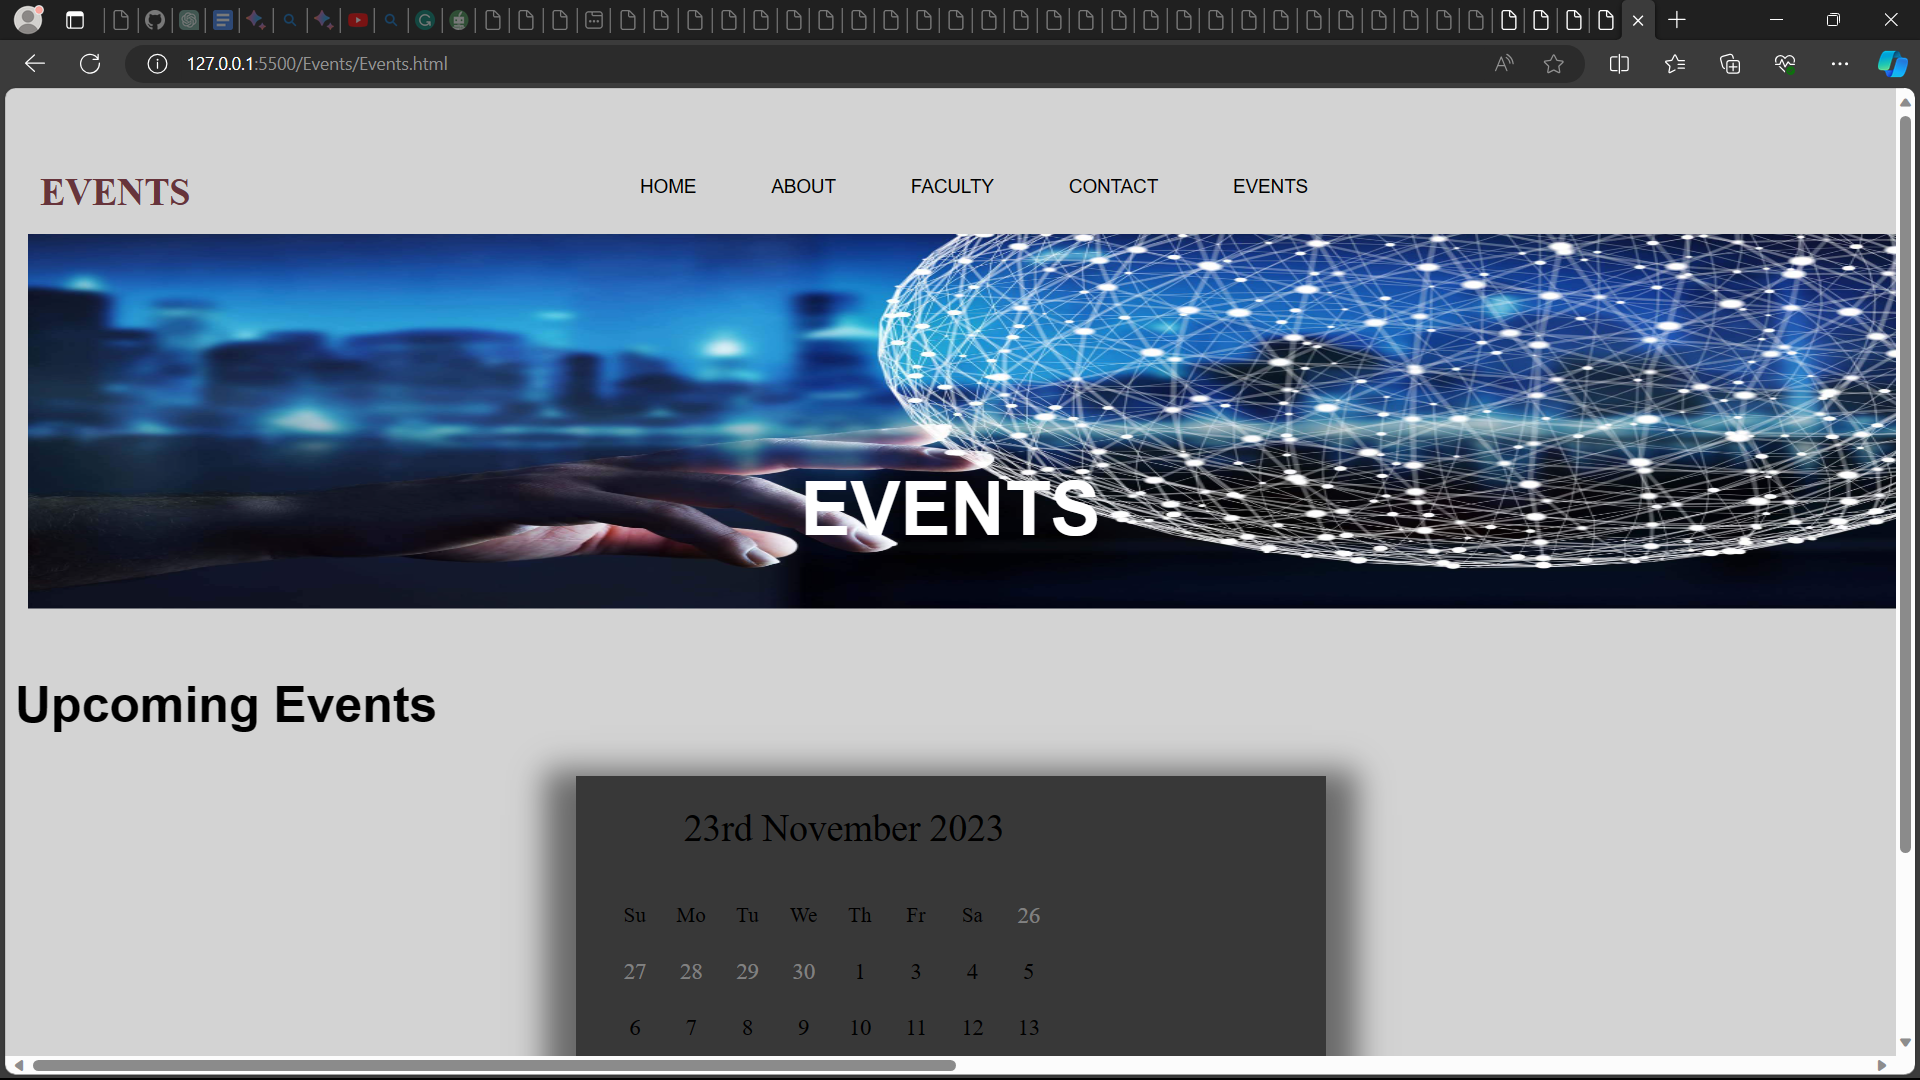 127.0.0.1:5500/Events/Events.html
EVENTS
HOME ABOUT FACULTY CONTACT EVENTS
EVENTS
Upcoming Events
23rd November 2023
Su Mo Tu We Th Fr Sa 26
27 28 29 30 1 3 4 5
6 7 8 9 10 11 12 13